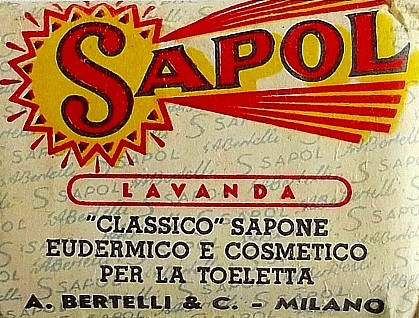 SAPOL
LAVANDA
"CLASSICO" SAPONE
EUDERMICO E COSMETICO
PER LA TOELETTA
A. BERTELLI & C. - MILANO